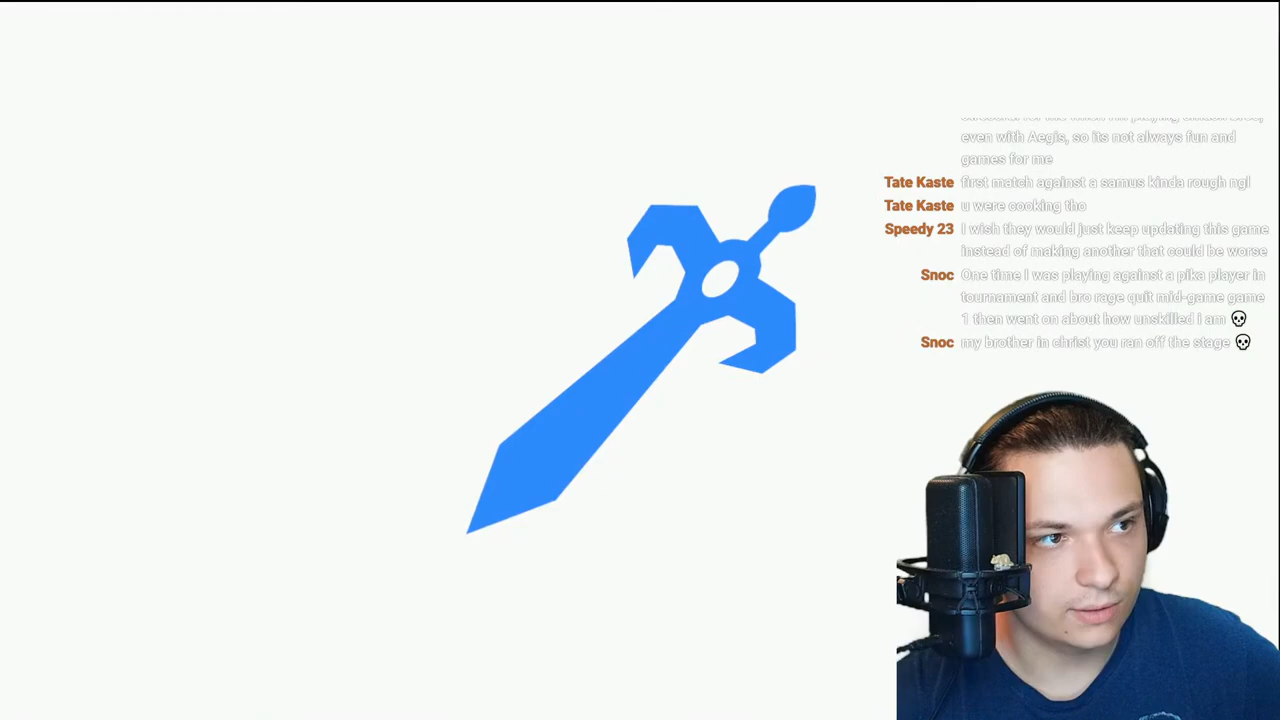 even with Aegis, so its not always fun and
games for me
Tate Kaste first match against a samus kinda rough ngl
Tate Kaste u were cooking tho
Speedy 23 I wish they would just keep updating this game
instead of making another that could be worse
Snoc One time I was playing against a pika player in
tournament and bro rage quit mid-game game
1 then went on about how unskilled i am 💀
Snoc my brother in christ you ran off the stage 💀